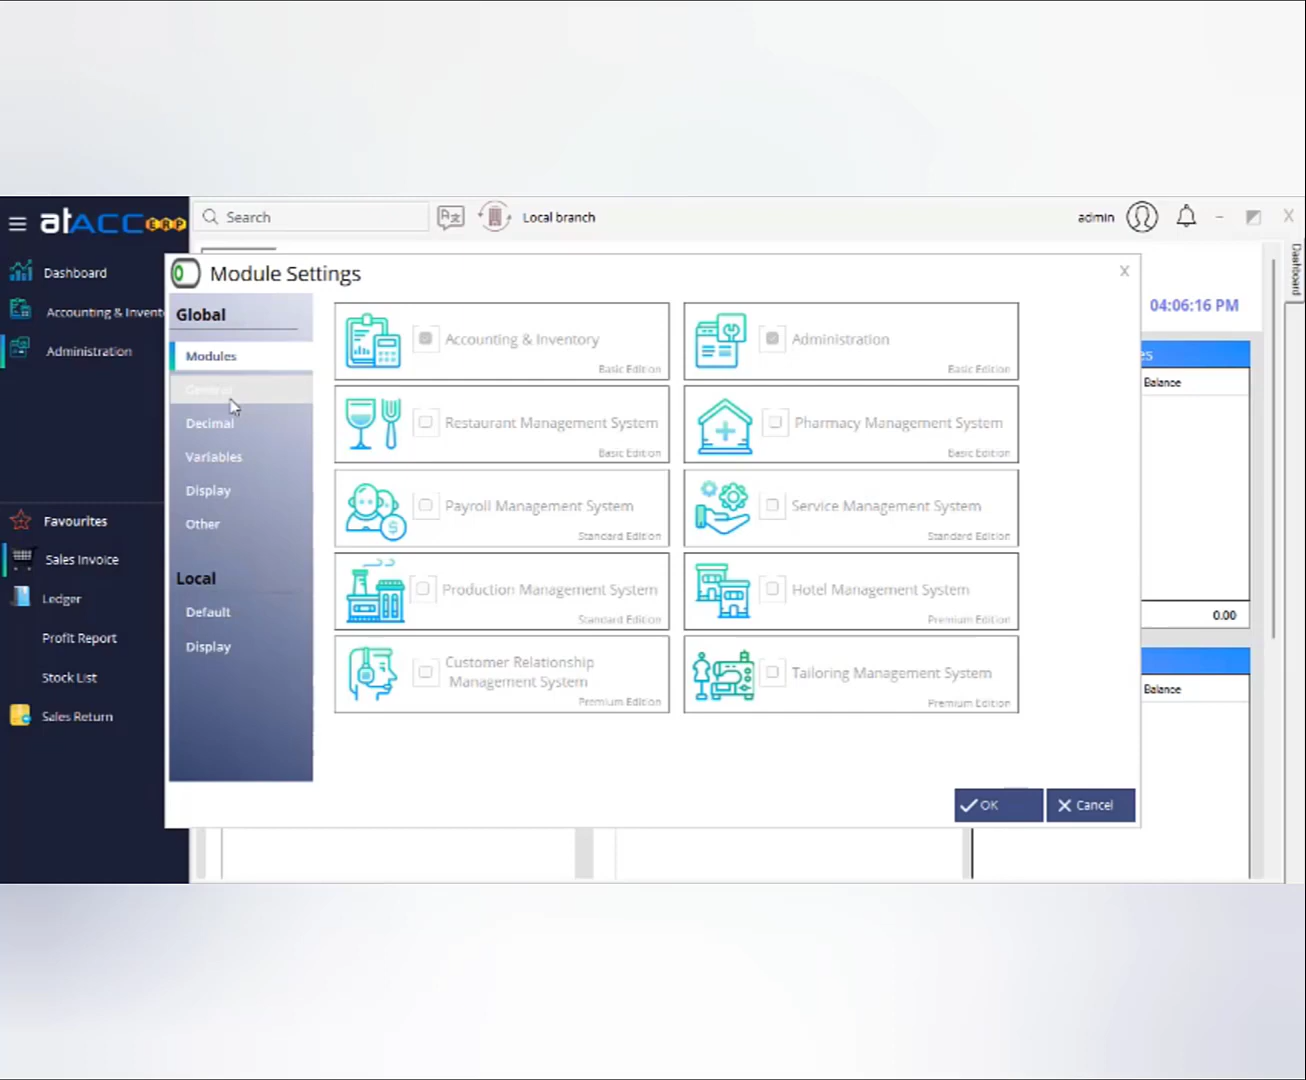 atACC ERP
Search
Local branch
admin
Dashboard
Dashboard
Accounting & Invent
Administration
Favourites
Sales Invoice
Ledger
Profit Report
Stock List
Sales Return
04:06:16 PM
es
Balance
0.00
Balance
Module Settings
Global
Modules
General
Decimal
Variables
Display
Other
Local
Default
Display
Accounting & Inventory
Basic Edition
Administration
Basic Edition
Restaurant Management System
Basic Edition
Pharmacy Management System
Basic Edition
Payroll Management System
Standard Edition
Service Management System
Standard Edition
Production Management System
Standard Edition
Hotel Management System
Premium Edition
Customer Relationship
Management System
Premium Edition
Tailoring Management System
Premium Edition
OK
Cancel